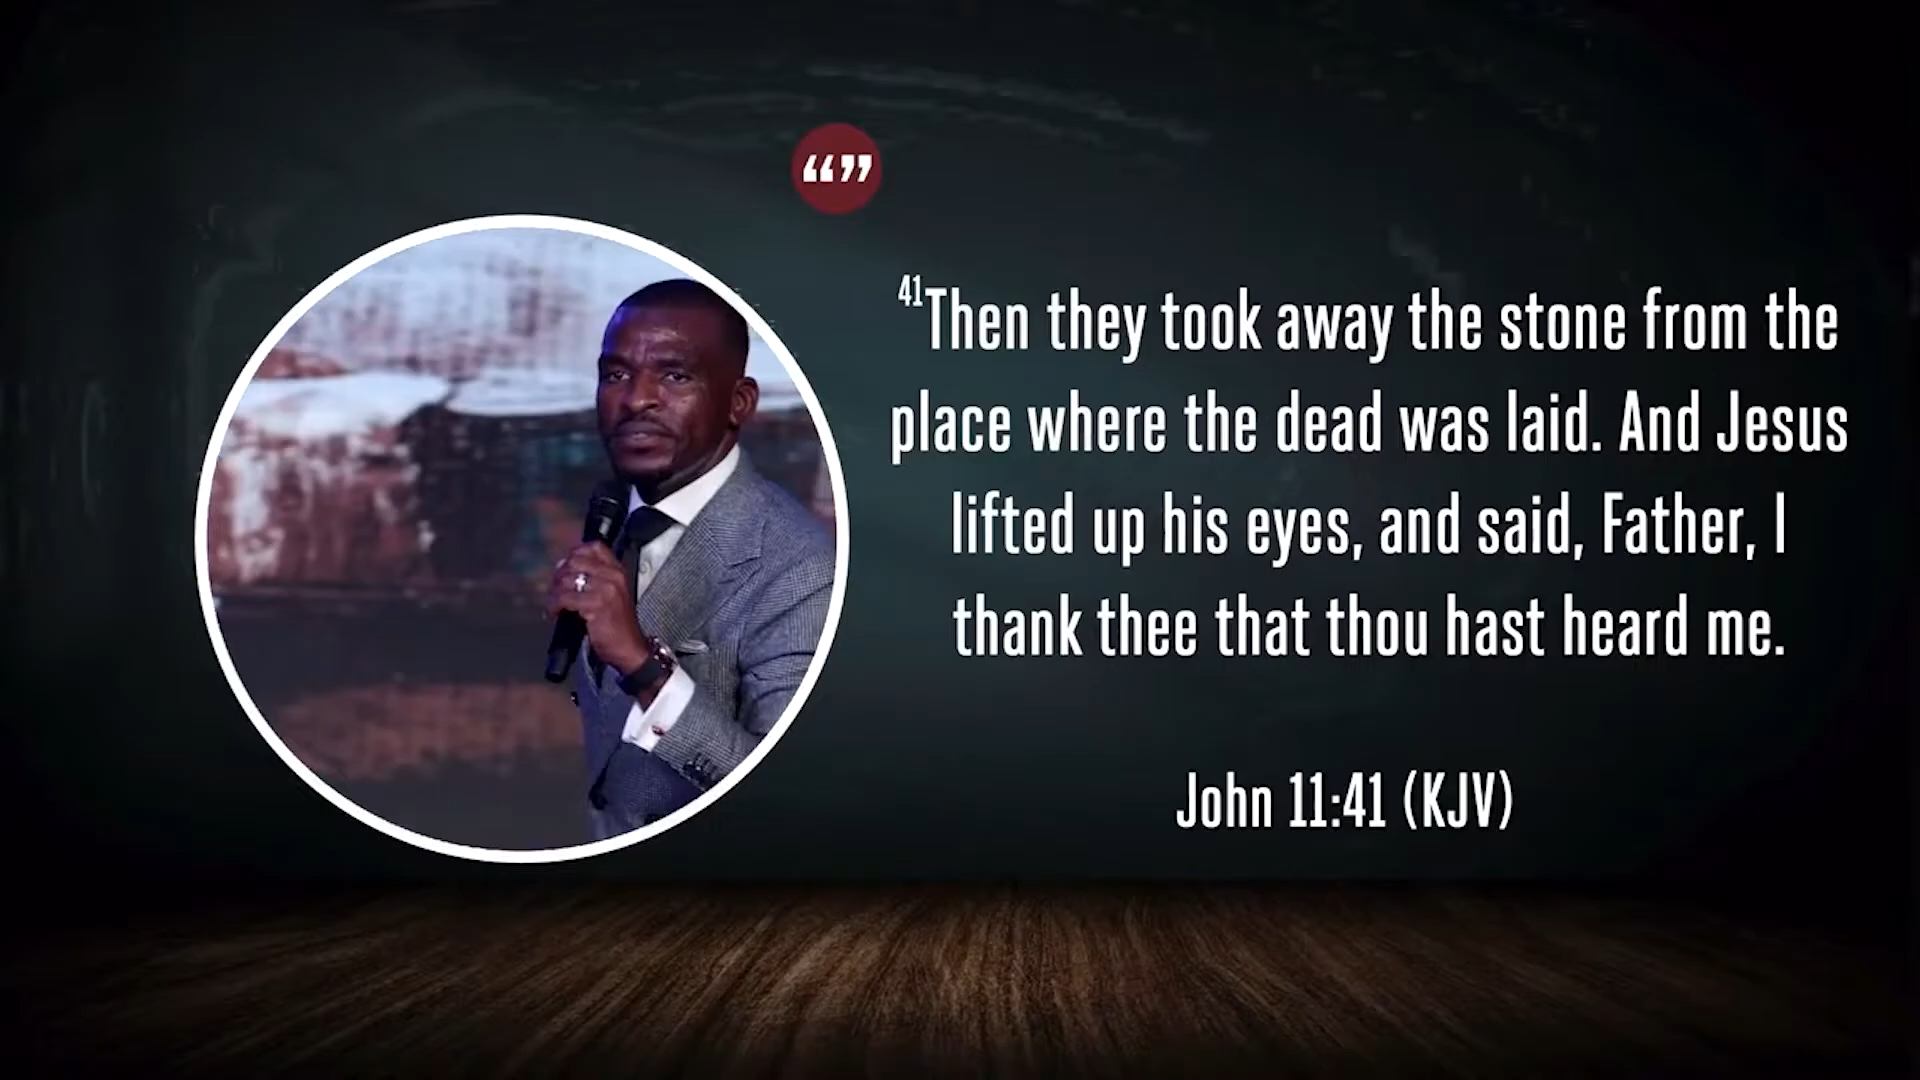 “”
41Then they took away the stone from the
place where the dead was laid. And Jesus
lifted up his eyes, and said, Father, I
thank thee that thou hast heard me.
John 11:41 (KJV)